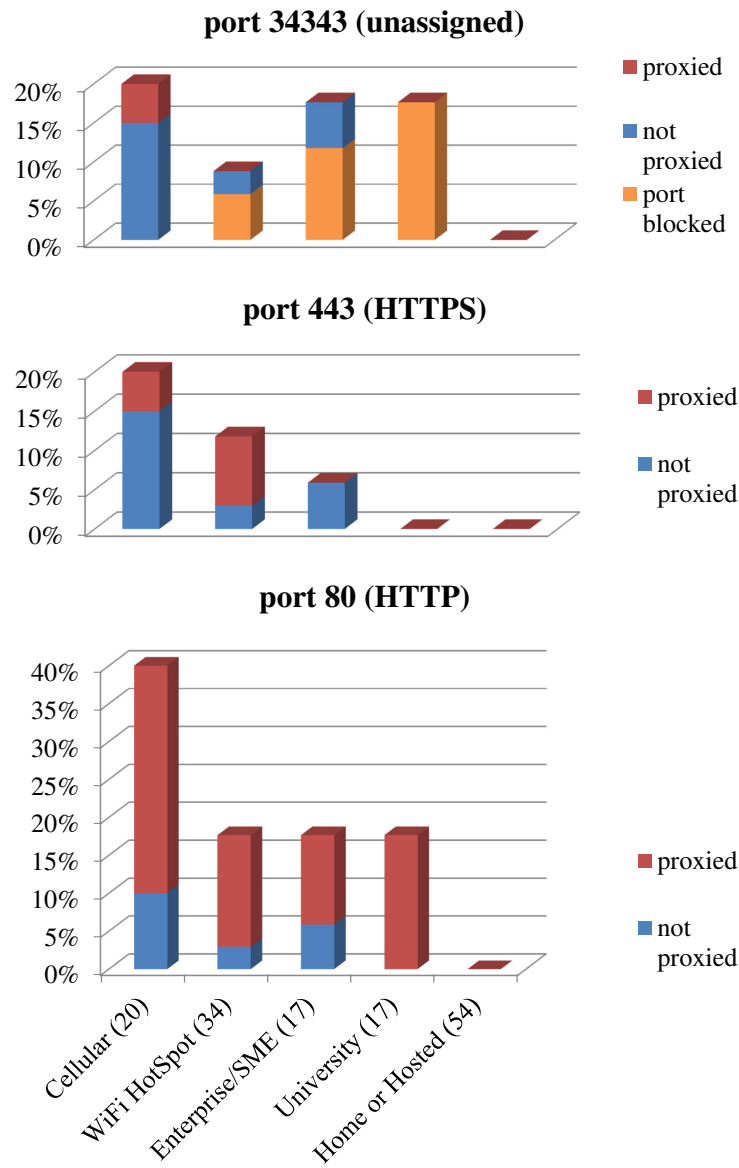 port 34343 (unassigned)
20%
15%
10%
5%
0%
proxied
not
proxied
port
blocked
port 443 (HTTPS)
20%
15%
10%
5%
0%
proxied
not
proxied
port 80 (HTTP)
40%
35%
30%
25%
20%
15%
10%
5%
0%
proxied
not
proxied
Cellular (20)
WiFi HotSpot (34)
Enterprise/SME (17)
University (17)
Home or Hosted (54)